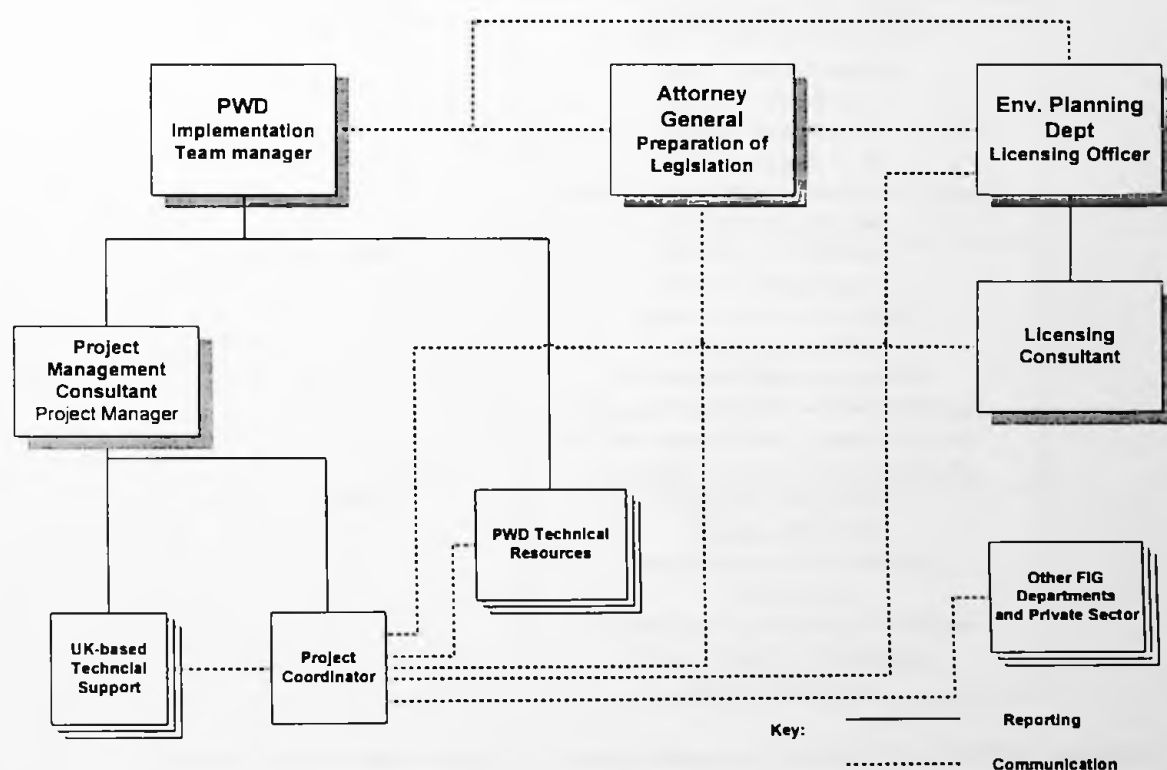 PWD
Implementation
Team manager
Attorney
General
Preparation of
Legislation
Env. Planning
Dept
Licensing Officer
Project
Management
Consultant
Project Manager
Licensing
Consultant
PWD Technical
Resources
Other FIG
Departments
and Private Sector
UK-based
Techncial
Support
Project
Coordinator
Key:
Reporting
Communication